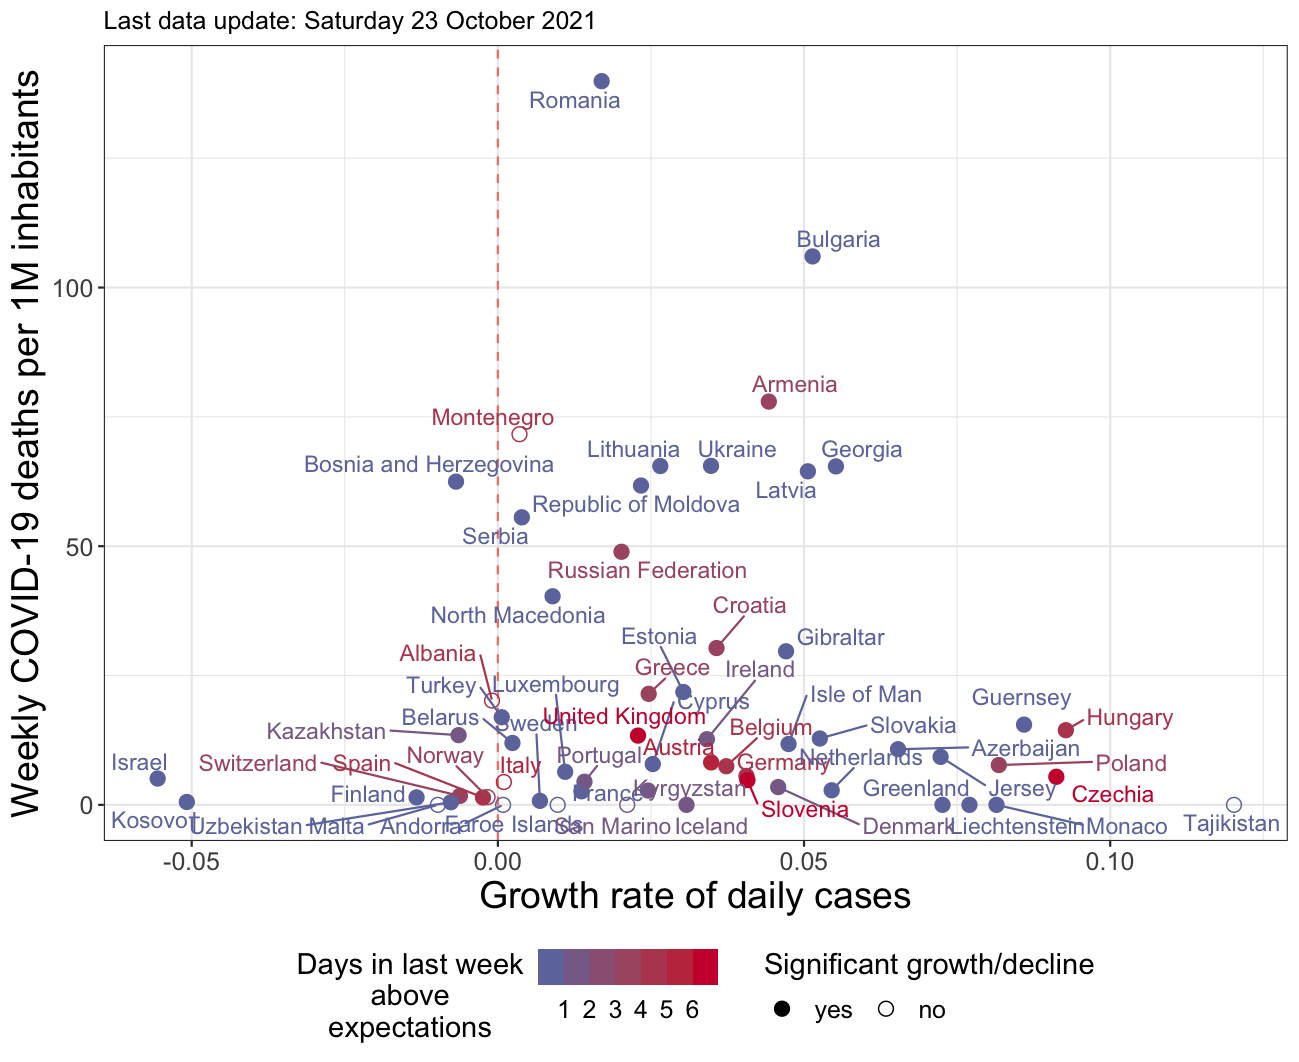 Last data update: Saturday 23 October 2021
Weekly COVID-19 deaths per 1M inhabitants
Romania
Bulgaria
100
Armenia
Montenegro
Lithuania
Ukraine
Georgia
Bosnia and Herzegovina
Latvia
Republic of Moldova
Serbia
50
Russian Federation
Croatia
North Macedonia
Estonia
Gibraltar
Albania
Greece
Ireland
Turkey
Luxembourg
Cyprus
Isle of Man
Guernsey
Belarus
Sweden
United Kingdom
Hungary
Kazakhstan
Belgium
Slovakia
Norway
Portugal
Austria
Netherlands
Azerbaijan
Israel
Switzerland
Spain
Italy
Germany
Poland
Finland
France
Kyrgyzstan
Greenland
Jersey
Czechia
0
Slovenia
Kosovo
Uzbekistan
Malta
Andorra
Faroe Islands
San Marino
Iceland
Denmark
Liechtenstein
Monaco
Tajikistan
-0.05
0.00
0.05
0.10
Growth rate of daily cases
Days in last week
above
expectations
1 2 3 4 5 6
Significant growth/decline
yes
no